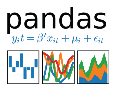 pandas
y_it = β′x_it + μ_i + ε_it